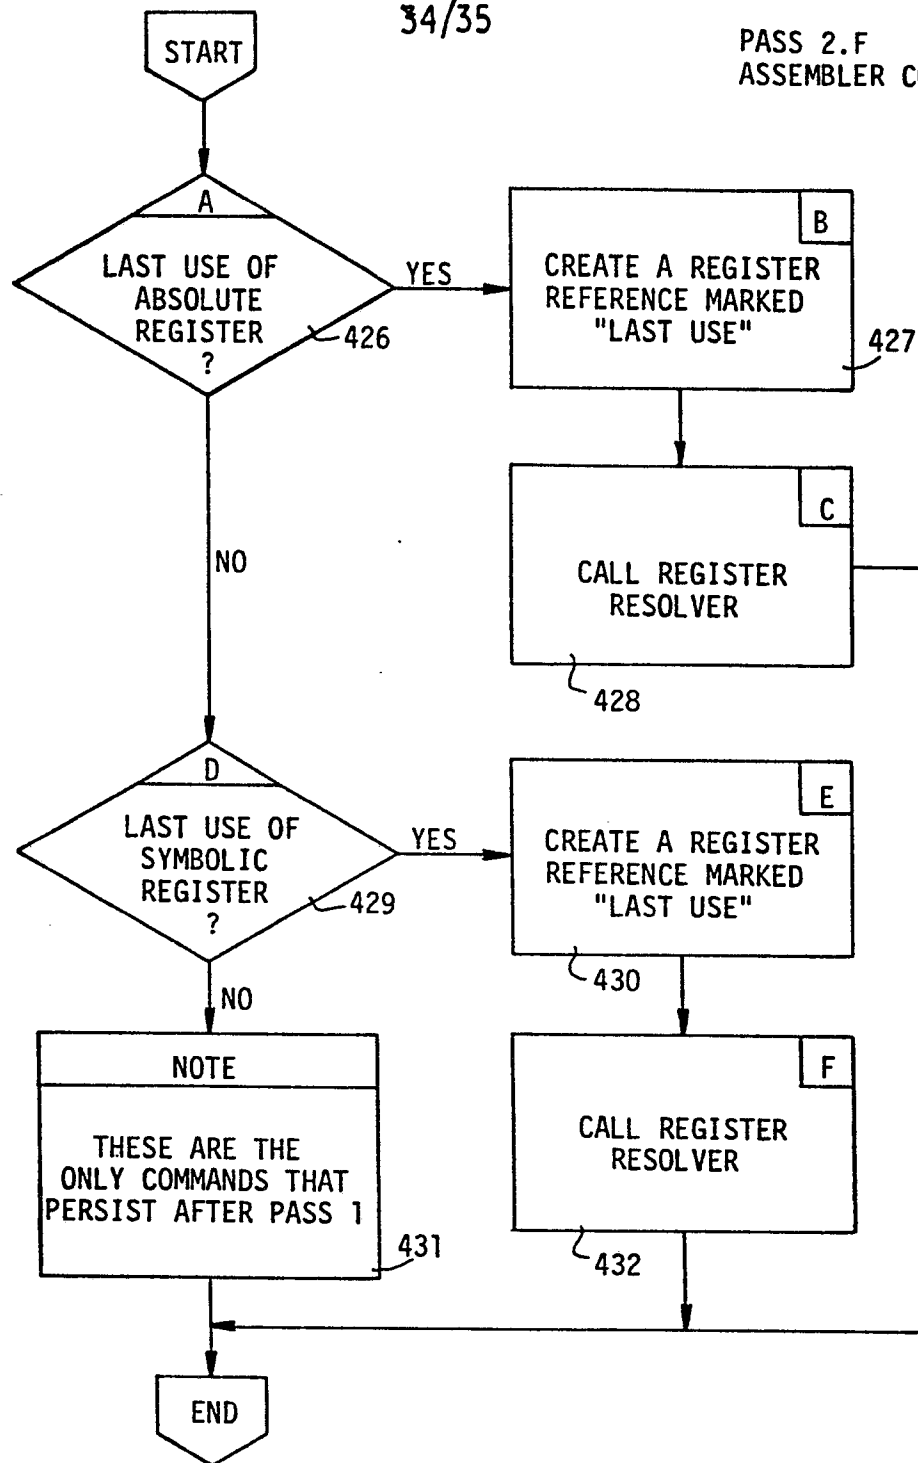 34/35
PASS 2.F
ASSEMBLER
START
A
LAST USE OF
ABSOLUTE
REGISTER
?
426
YES
B
CREATE A REGISTER
REFERENCE MARKED
"LAST USE"
427
C
CALL REGISTER
RESOLVER
428
NO
D
LAST USE OF
SYMBOLIC
REGISTER
?
429
YES
E
CREATE A REGISTER
REFERENCE MARKED
"LAST USE"
430
NO
F
CALL REGISTER
RESOLVER
432
NOTE
THESE ARE THE
ONLY COMMANDS THAT
PERSIST AFTER PASS 1
431
END